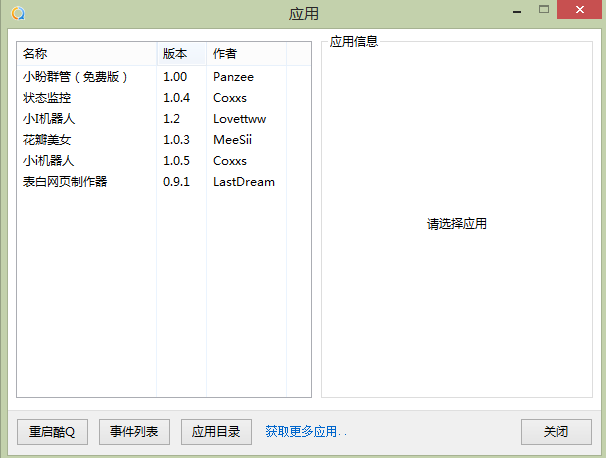 应用
名称 版本 作者
小盼群管（免费版） 1.00 Panzee
状态监控 1.0.4 Coxxs
小I机器人 1.2 Lovettww
花瓣美女 1.0.3 MeeSii
小i机器人 1.0.5 Coxxs
表白网页制作器 0.9.1 LastDream
应用信息
请选择应用
重启酷Q 事件列表 应用目录 获取更多应用.. 关闭